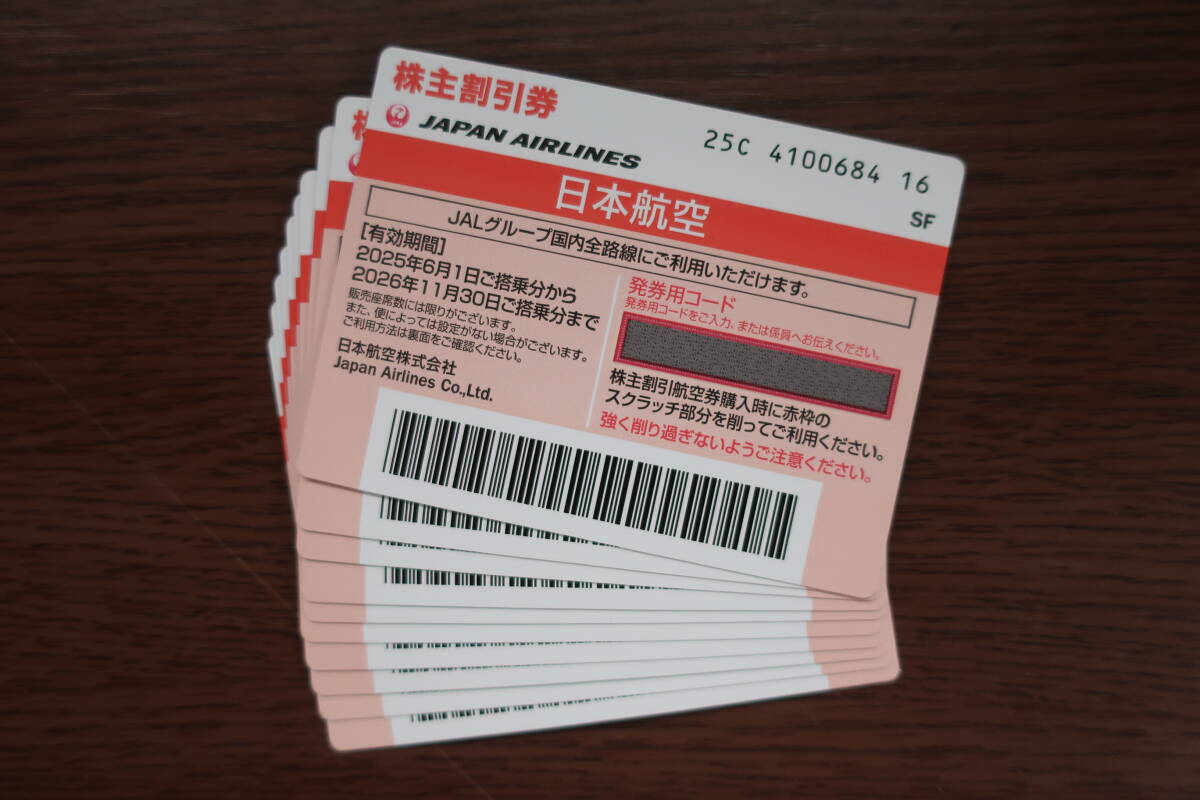 株主割引券
JAL JAPAN AIRLINES
25C 4100684 16
SF
日本航空
JALグループ国内全路線にご利用いただけます。
[有効期間]
2025年6月1日ご搭乗分から
2026年11月30日ご搭乗分まで
販売座席数には限りがございます。
また、便によっては設定がない場合がございます。
ご利用方法は裏面をご確認ください。
日本航空株式会社
Japan Airlines Co.,Ltd.
発券用コード
発券用コードをご入力、または係員へお伝えください。
株主割引航空券購入時に赤枠の
スクラッチ部分を削ってご利用ください。
強く削り過ぎないようご注意ください。
株